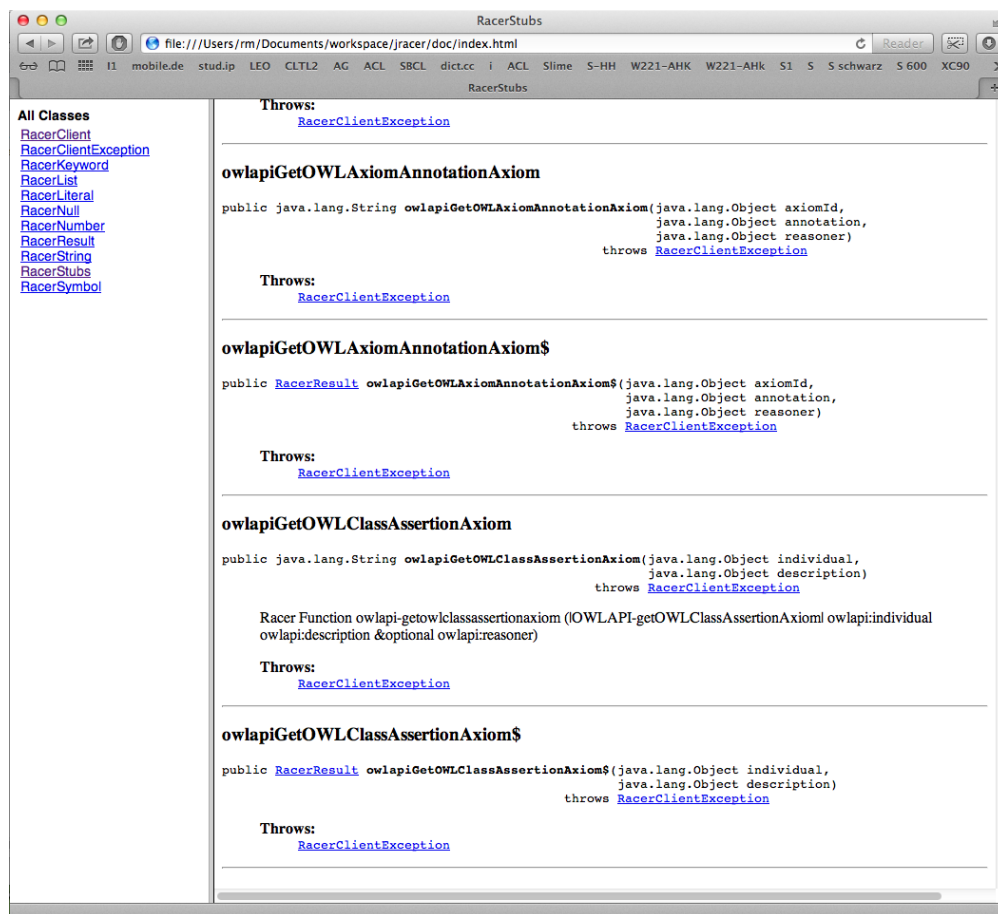 RacerStubs
file:///Users/rm/Documents/workspace/jracer/doc/index.html
Reader
I1 mobile.de stud.ip LEO CLTL2 AG ACL SBCL dict.cc i ACL Slime S-HH W221-AHK W221-AHk S1 S S schwarz S 600 XC90
RacerStubs
All Classes
RacerClient
RacerClientException
RacerKeyword
RacerList
RacerLiteral
RacerNull
RacerNumber
RacerResult
RacerString
RacerStubs
RacerSymbol
Throws:
RacerClientException
owlapiGetOWLAxiomAnnotationAxiom
public java.lang.String owlapiGetOWLAxiomAnnotationAxiom(java.lang.Object axiomId,
java.lang.Object annotation,
java.lang.Object reasoner)
throws RacerClientException
Throws:
RacerClientException
owlapiGetOWLAxiomAnnotationAxiom$
public RacerResult owlapiGetOWLAxiomAnnotationAxiom$(java.lang.Object axiomId,
java.lang.Object annotation,
java.lang.Object reasoner)
throws RacerClientException
Throws:
RacerClientException
owlapiGetOWLClassAssertionAxiom
public java.lang.String owlapiGetOWLClassAssertionAxiom(java.lang.Object individual,
java.lang.Object description)
throws RacerClientException
Racer Function owlapi-getowlclassassertionaxiom (|OWLAPI-getOWLClassAssertionAxiom| owlapi:individual
owlapi:description &optional owlapi:reasoner)
Throws:
RacerClientException
owlapiGetOWLClassAssertionAxiom$
public RacerResult owlapiGetOWLClassAssertionAxiom$(java.lang.Object individual,
java.lang.Object description)
throws RacerClientException
Throws:
RacerClientException